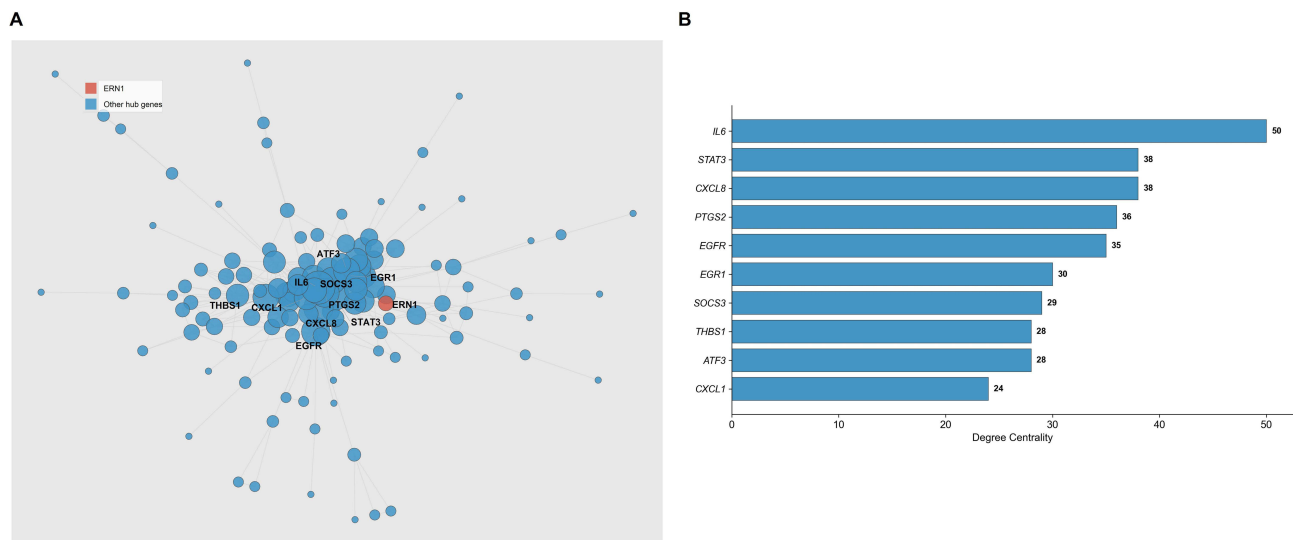 A
ERN1
Other hub genes
ATF3
EGR1
IL6
SOCS3
THBS1
CXCL1
PTGS2
ERN1
CXCL8
STAT3
EGFR
B
IL6
50
STAT3
38
CXCL8
38
PTGS2
36
EGFR
35
EGR1
30
SOCS3
29
THBS1
28
ATF3
28
CXCL1
24
0 10 20 30 40 50
Degree Centrality